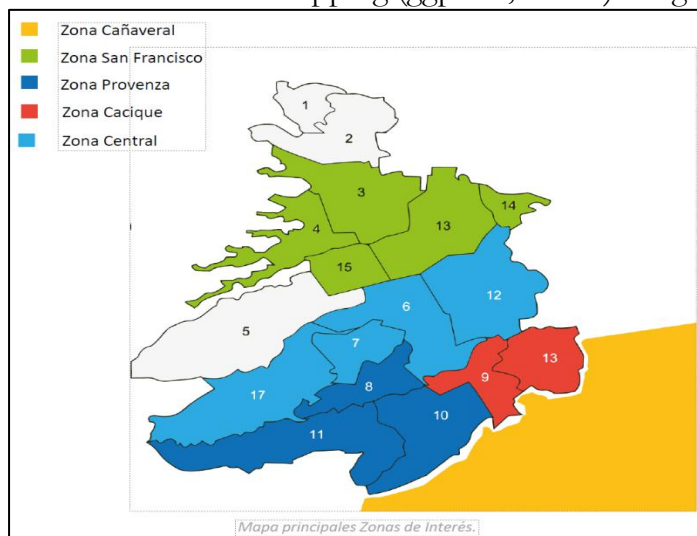 Zona Cañaveral
Zona San Francisco
Zona Provenza
Zona Cacique
Zona Central
1
2
3
14
4
13
15
12
6
5
7
13
9
8
17
10
11
Mapa principales Zonas de Interés.